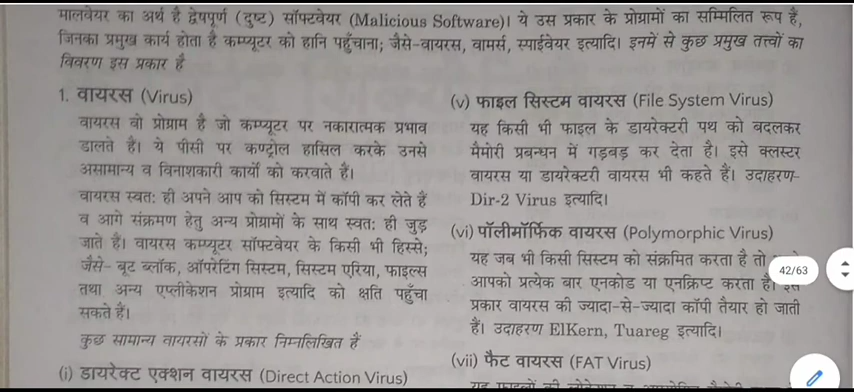 मालवेयर का अर्थ है द्वेषपूर्ण (दुष्ट) सॉफ्टवेयर (Malicious Software)। ये उस प्रकार के प्रोग्रामों का सम्मिलित रूप है,
जिनका प्रमुख कार्य होता है कम्प्यूटर को हानि पहुँचाना; जैसे-वायरस, वामर्स, स्पाईवेयर इत्यादि। इनमें से कुछ प्रमुख तत्त्वों का
विवरण इस प्रकार है
1. वायरस (Virus)
वायरस वो प्रोग्राम है जो कम्प्यूटर पर नकारात्मक प्रभाव
डालते हैं। ये पीसी पर कण्ट्रोल हासिल करके उनसे
असामान्य व विनाशकारी कार्यों को करवाते हैं।
वायरस स्वत: ही अपने आप को सिस्टम में कॉपी कर लेते हैं
व आगे संक्रमण हेतु अन्य प्रोग्रामों के साथ स्वत: ही जुड़
जाते हैं। वायरस कम्प्यूटर सॉफ्टवेयर के किसी भी हिस्से;
जैसे- बूट ब्लॉक, ऑपरेटिंग सिस्टम, सिस्टम एरिया, फाइल्स
तथा अन्य एप्लीकेशन प्रोग्राम इत्यादि को क्षति पहुँचा
सकते हैं।
कुछ सामान्य वायरसों के प्रकार निम्नलिखित हैं
(i) डायरेक्ट एक्शन वायरस (Direct Action Virus)
(v) फाइल सिस्टम वायरस (File System Virus)
यह किसी भी फाइल के डायरेक्टरी पथ को बदलकर
मैमोरी प्रबन्धन में गड़बड़ कर देता है। इसे क्लस्टर
वायरस या डायरेक्टरी वायरस भी कहते हैं। उदाहरण-
Dir-2 Virus इत्यादि।
(vi) पॉलीमॉर्फिक वायरस (Polymorphic Virus)
यह जब भी किसी सिस्टम को संक्रमित करता है तो
आपको प्रत्येक बार एनकोड या एनक्रिप्ट करता है। इस
प्रकार वायरस की ज्यादा-से-ज्यादा कॉपी तैयार हो जाती
हैं। उदाहरण ElKern, Tuareg इत्यादि।
(vii) फैट वायरस (FAT Virus)
42/63